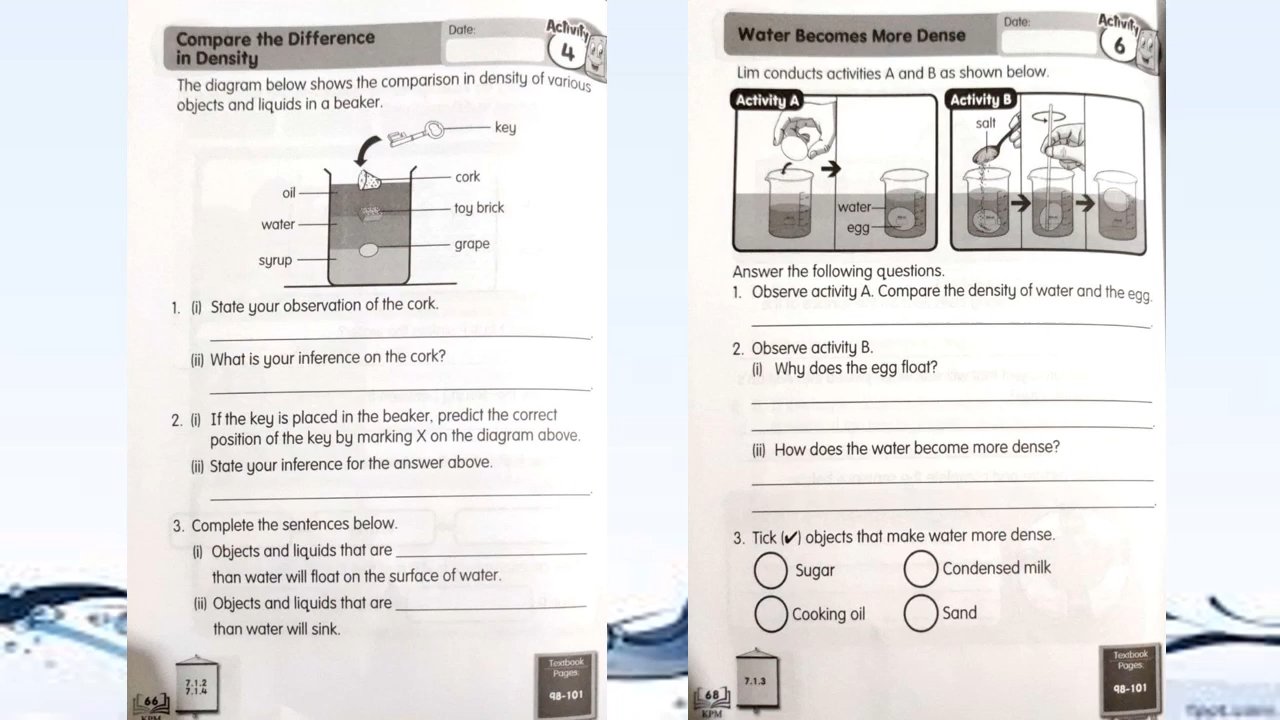 Compare the Difference
in Density
Date:
Activity
4
The diagram below shows the comparison in density of various
objects and liquids in a beaker.
key
cork
oil
toy brick
water
grape
syrup
1. (i) State your observation of the cork.
(ii) What is your inference on the cork?
2. (i) If the key is placed in the beaker, predict the correct
position of the key by marking X on the diagram above.
(ii) State your inference for the answer above.
3. Complete the sentences below.
(i) Objects and liquids that are
than water will float on the surface of water.
(ii) Objects and liquids that are
than water will sink.
66
KPM
7.1.2
7.1.4
Textbook
Pages:
98-101
Water Becomes More Dense
Date:
Activity
6
Lim conducts activities A and B as shown below.
Activity A
Activity B
salt
water
egg
Answer the following questions.
1. Observe activity A. Compare the density of water and the egg.
2. Observe activity B.
(i) Why does the egg float?
(ii) How does the water become more dense?
3. Tick (✔) objects that make water more dense.
Sugar
Condensed milk
Cooking oil
Sand
68
KPM
7.1.3
Textbook
Pages:
98-101